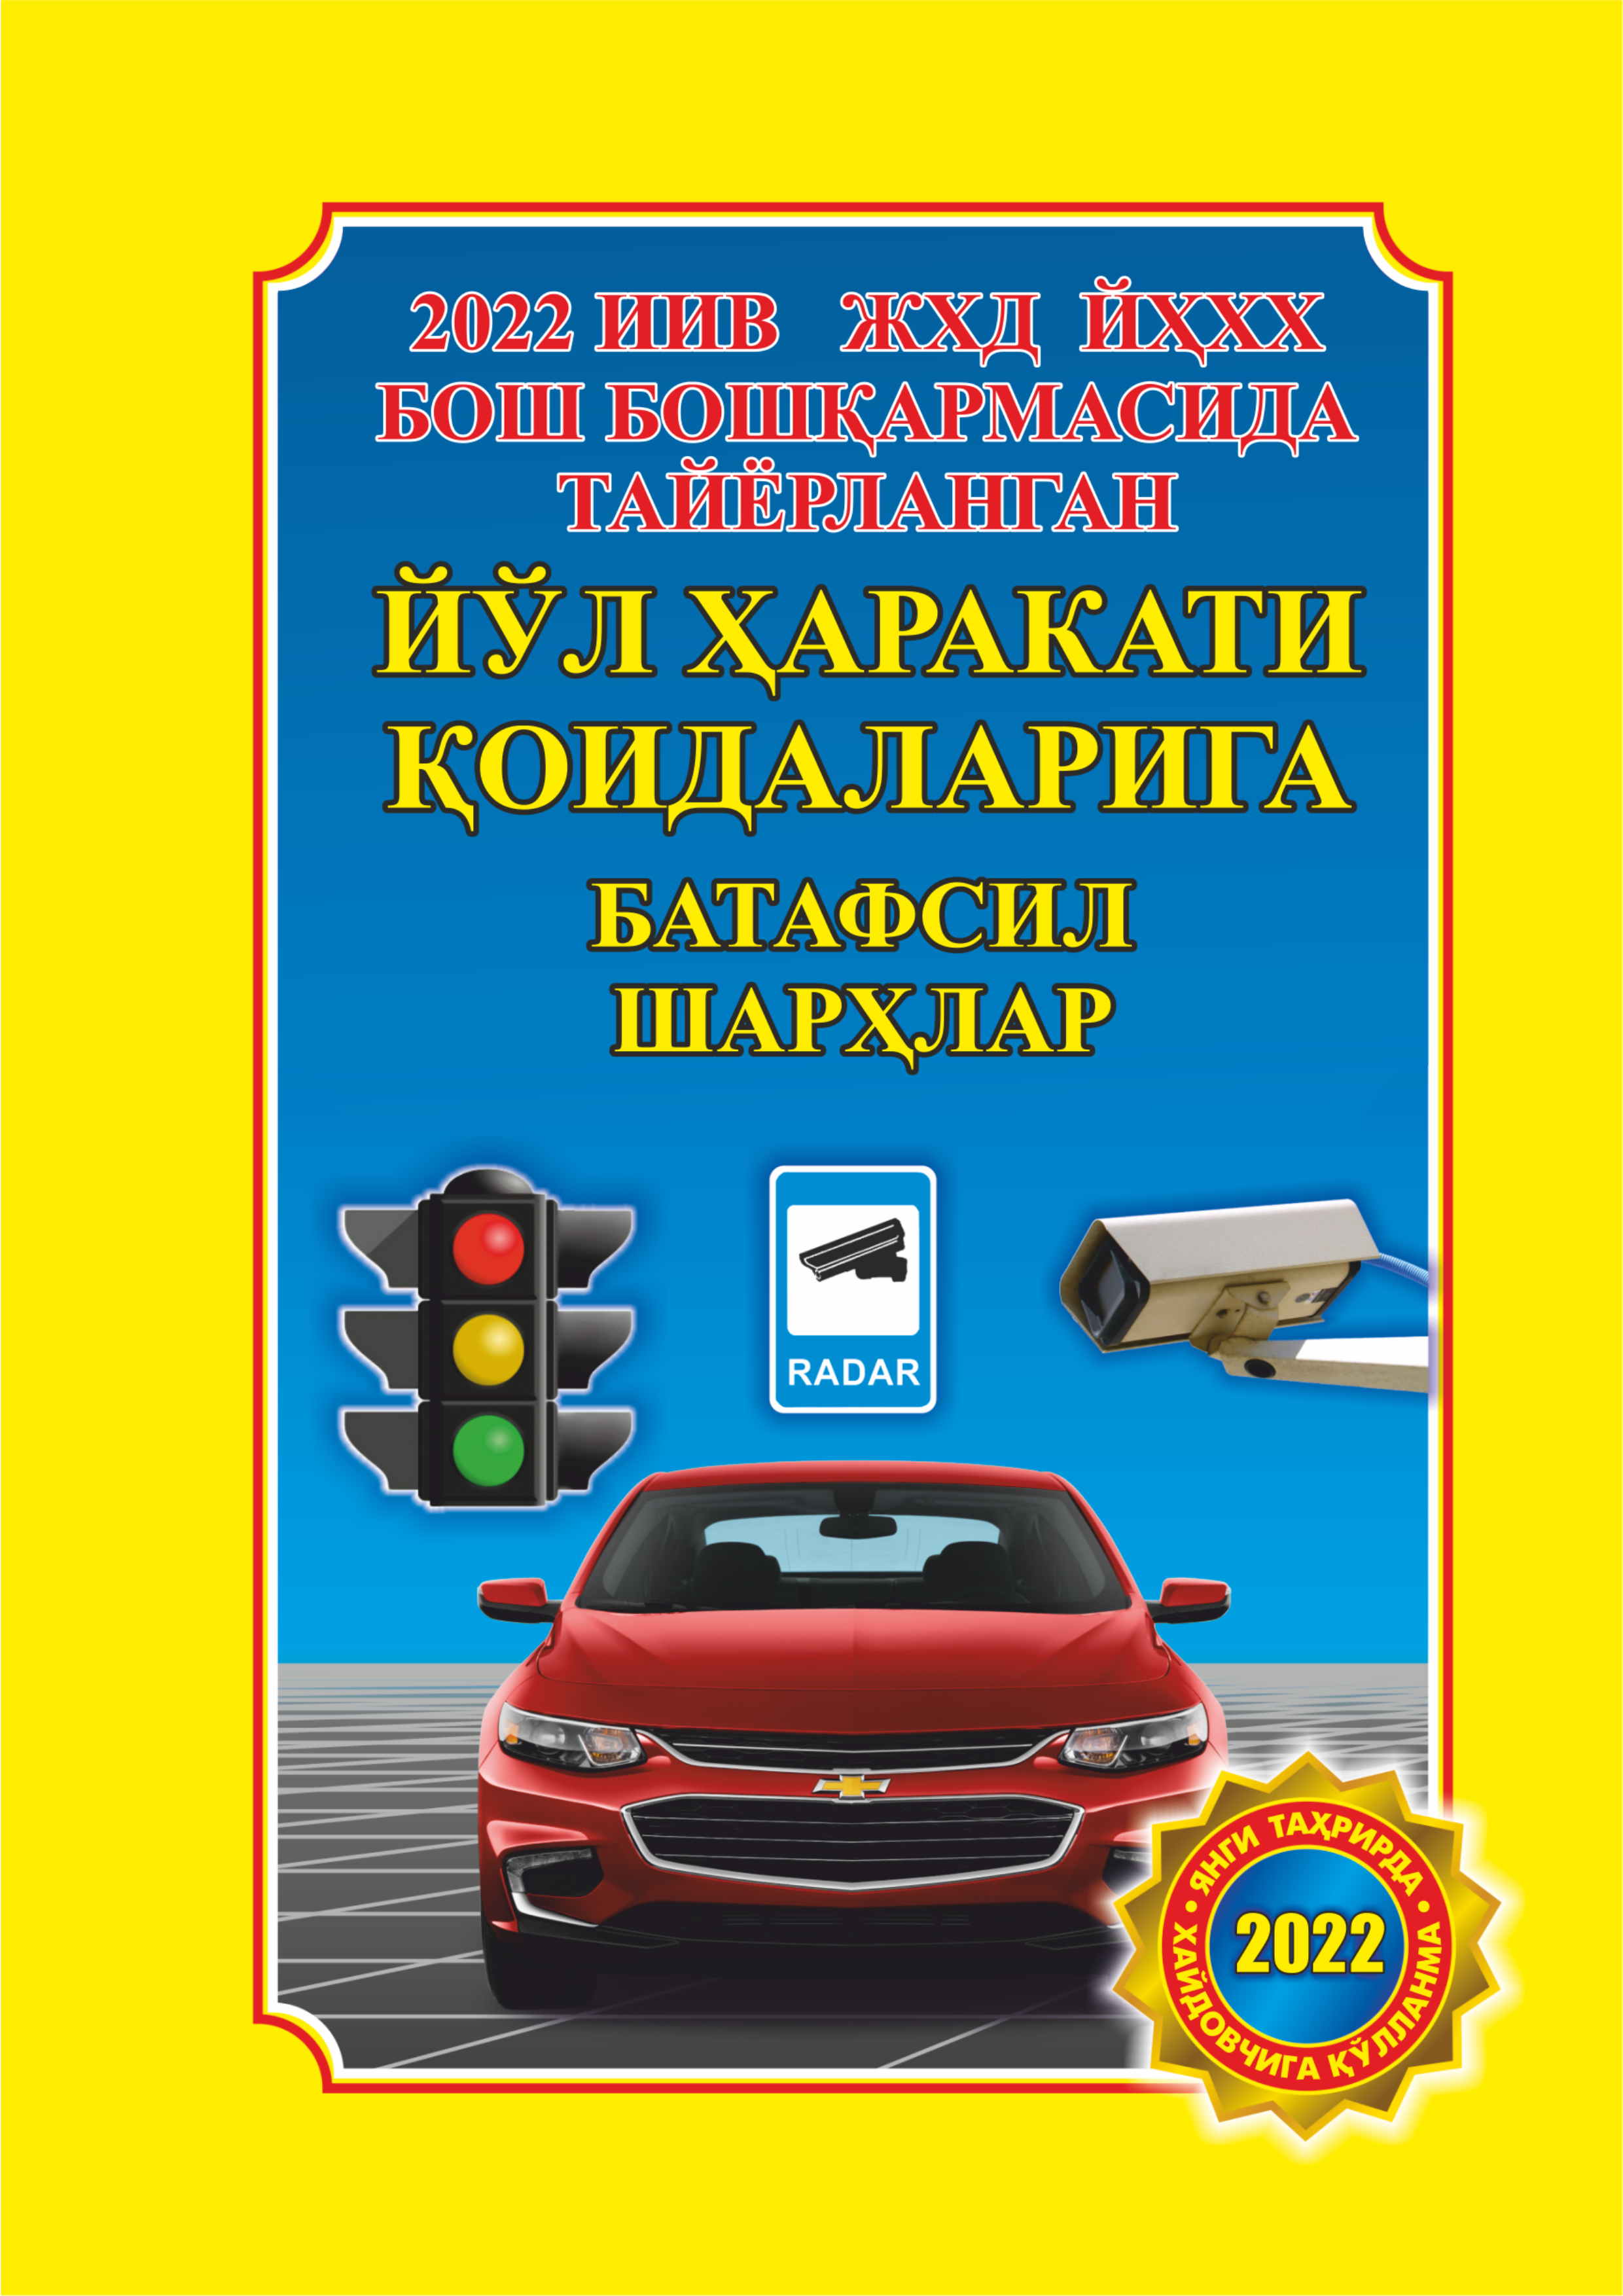 2022 ИИВ ЖХД ЙҲХХ
БОШ БОШҚАРМАСИДА
ТАЙЁРЛАНГАН
ЙЎЛ ҲАРАКАТИ
ҚОИДАЛАРИГА
БАТАФСИЛ
ШАРҲЛАР
RADAR
ЯНГИ ТАҲРИРДА
2022
ХАЙДОВЧИГА ҚЎЛЛАНМА